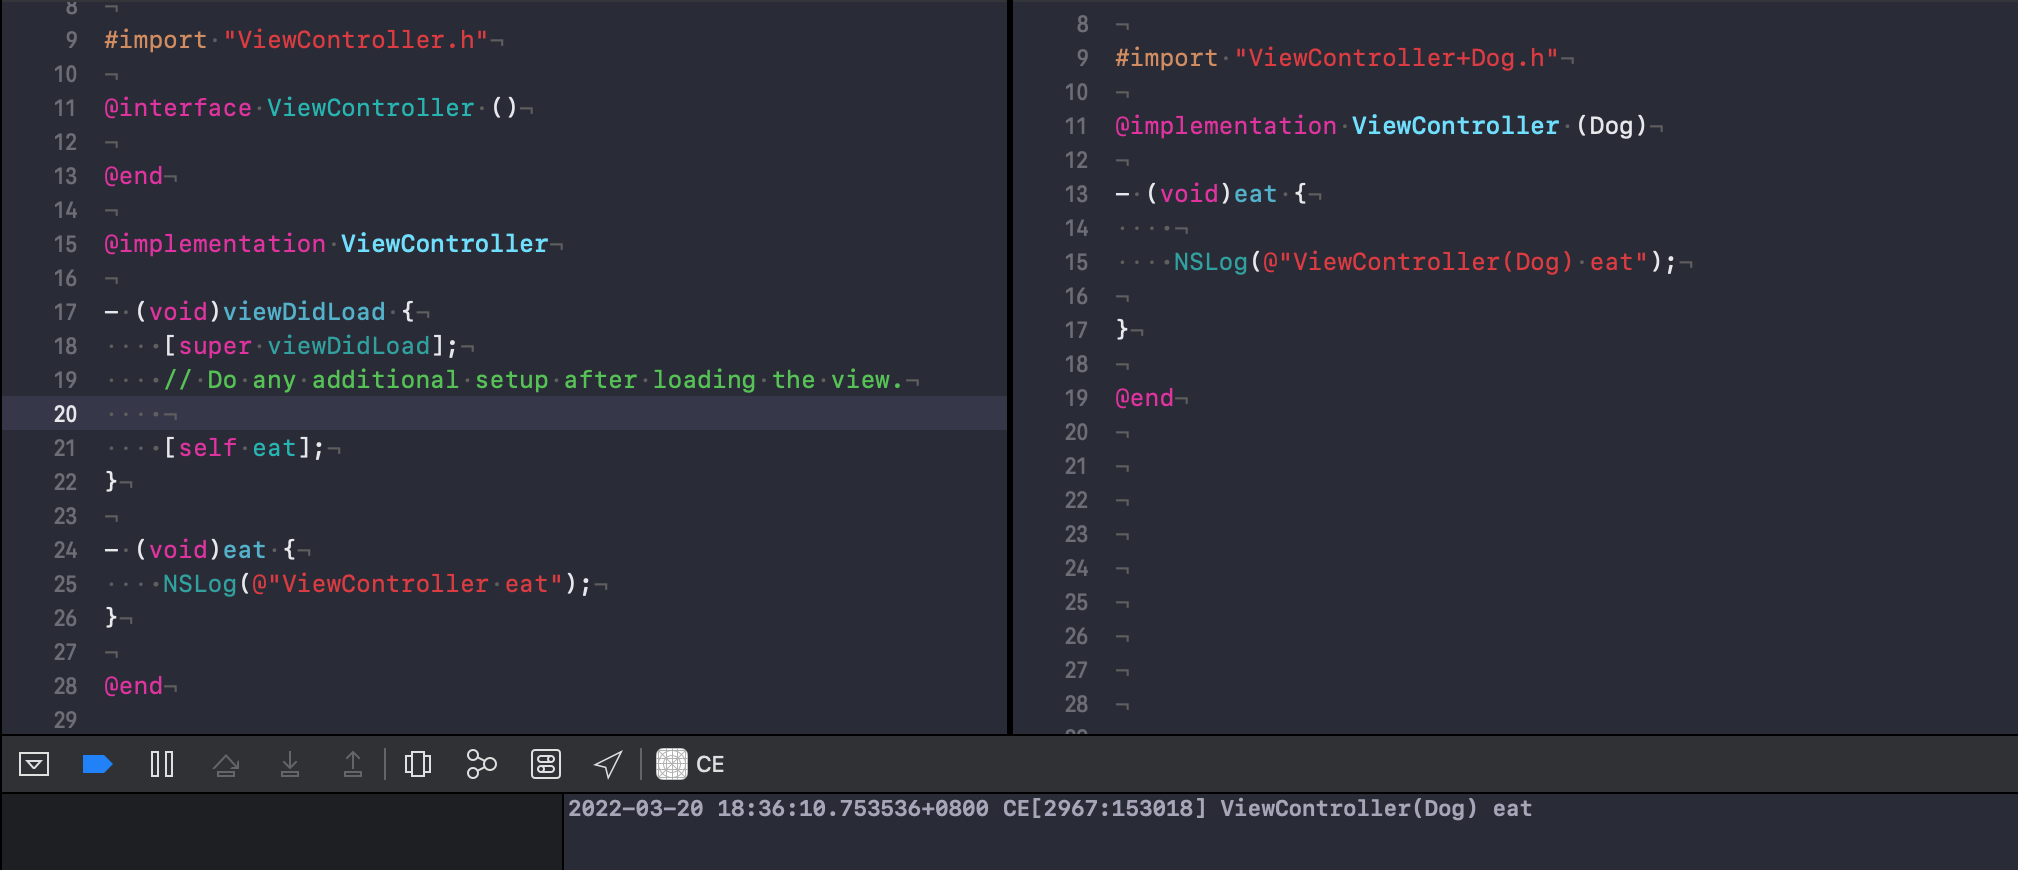 8
9 #import "ViewController.h"
10
11 @interface ViewController ()
12
13 @end
14
15 @implementation ViewController
16
17 - (void)viewDidLoad {
18     [super viewDidLoad];
19     // Do any additional setup after loading the view.
20
21     [self eat];
22 }
23
24 - (void)eat {
25     NSLog(@"ViewController eat");
26 }
27
28 @end
29
8
9 #import "ViewController+Dog.h"
10
11 @implementation ViewController (Dog)
12
13 - (void)eat {
14
15     NSLog(@"ViewController(Dog) eat");
16
17 }
18
19 @end
20
21
22
23
24
25
26
27
28
CE
2022-03-20 18:36:10.753536+0800 CE[2967:153018] ViewController(Dog) eat